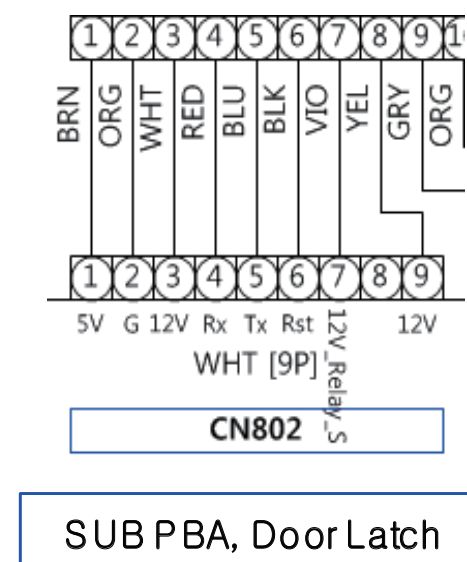 1 2 3 4 5 6 7 8 9
BRN ORG WHT RED BLU BLK VIO YEL GRY ORG
1 2 3 4 5 6 7 8 9
5V G 12V Rx Tx Rst 12V_Relay_S 12V
WHT [9P]
CN802
SUB PBA, Door Latch